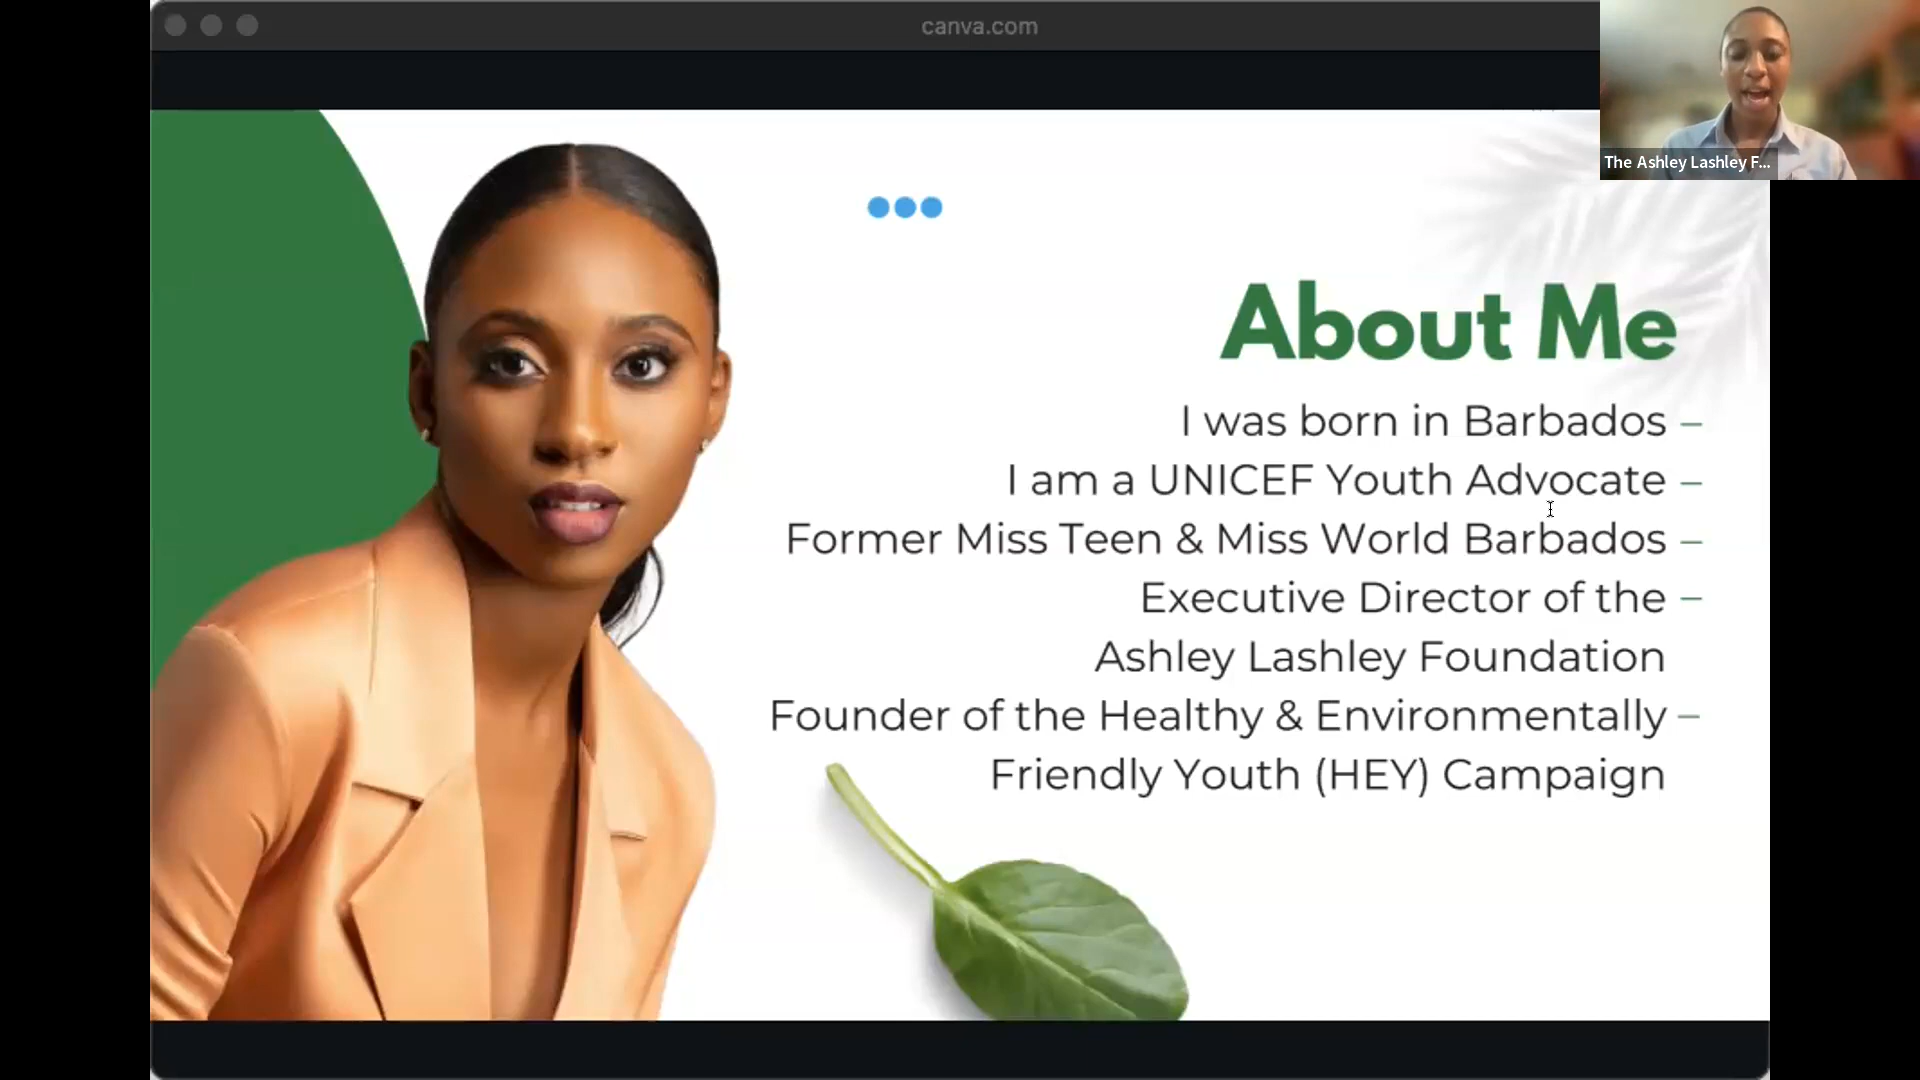 canva.com
The Ashley Lashley F...
About Me
I was born in Barbados –
I am a UNICEF Youth Advocate –
Former Miss Teen & Miss World Barbados –
Executive Director of the –
Ashley Lashley Foundation
Founder of the Healthy & Environmentally –
Friendly Youth (HEY) Campaign